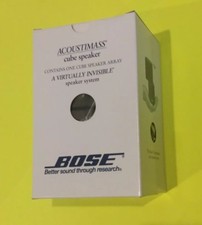 ACOUSTIMASS®
cube speaker
CONTAINS ONE CUBE SPEAKER ARRAY
A VIRTUALLY INVISIBLE®
speaker system
BOSE®
Better sound through research®